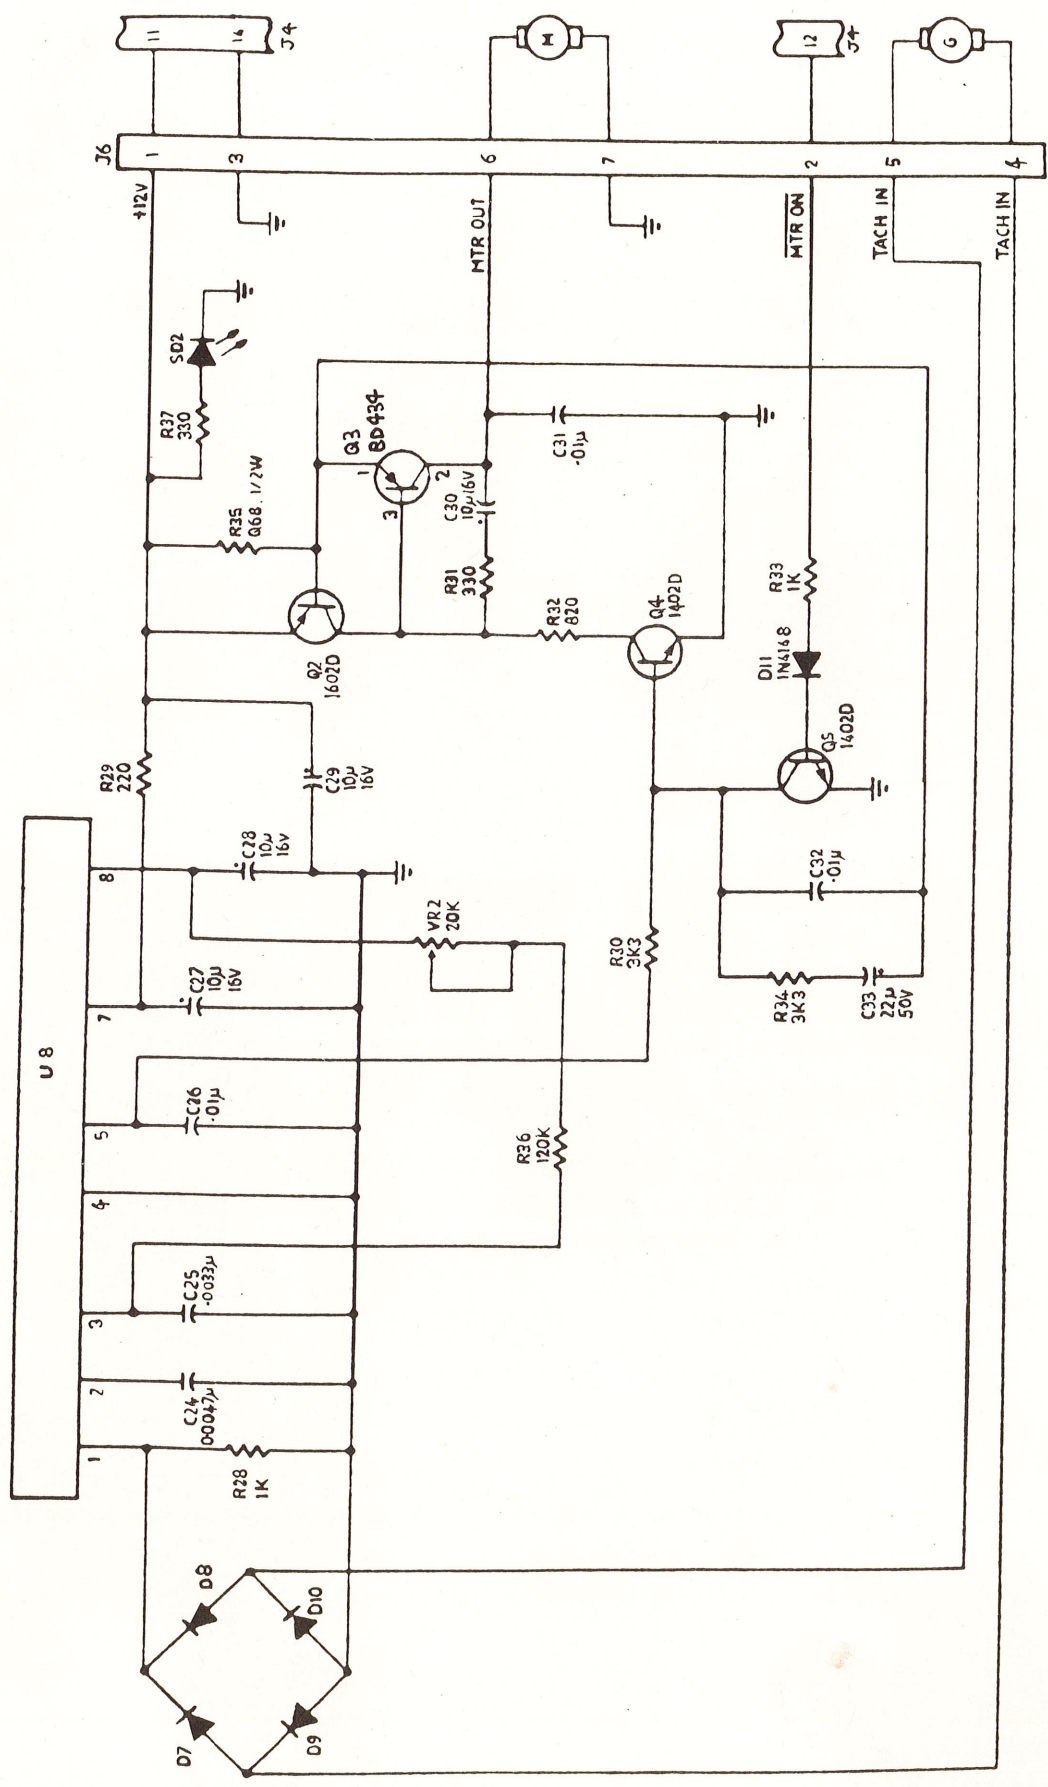 11
14
J4
M
12
J4
G
J6
1
3
6
7
2
5
4
+12V
MTR OUT
MTR ON
TACH IN
TACH IN
SD2
R37
330
R35
Q68. 1/2W
Q3
BD434
1
2
3
C30
10µ16V
C31
.01µ
R31
330
R32
820
Q2
1602D
Q4
1402D
R33
1K
D11
1N4148
Q5
1402D
R29
220
C29
10µ
16V
C28
10µ
16V
VR2
20K
C27
10µ
16V
R30
3K3
C32
.01µ
R34
3K3
C33
22µ
50V
U8
8
7
5
4
3
2
1
C26
.01µ
R36
120K
C25
.0033µ
C24
0.0047µ
R28
1K
D8
D10
D7
D9